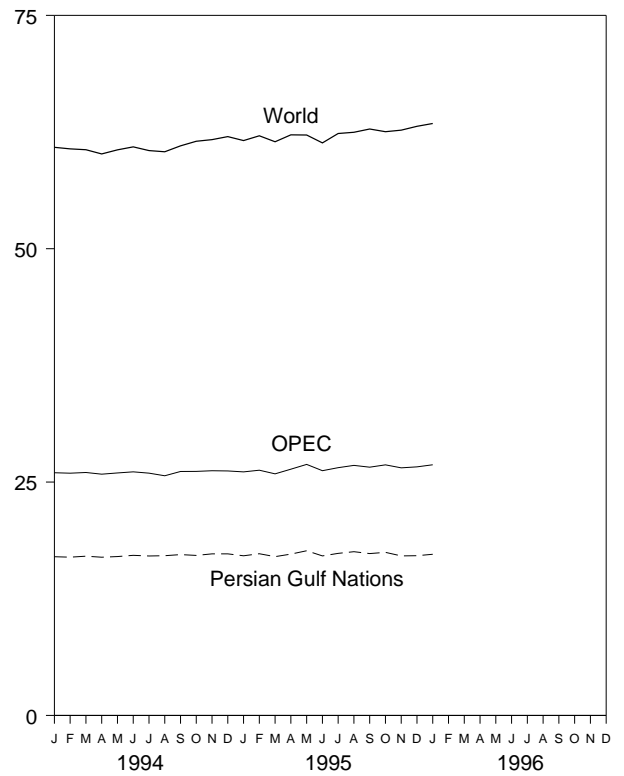 75
World
50
OPEC
25
Persian Gulf Nations
0
J F M A M J J A S O N D J F M A M J J A S O N D J F M A M J J A S O N D
1994 1995 1996